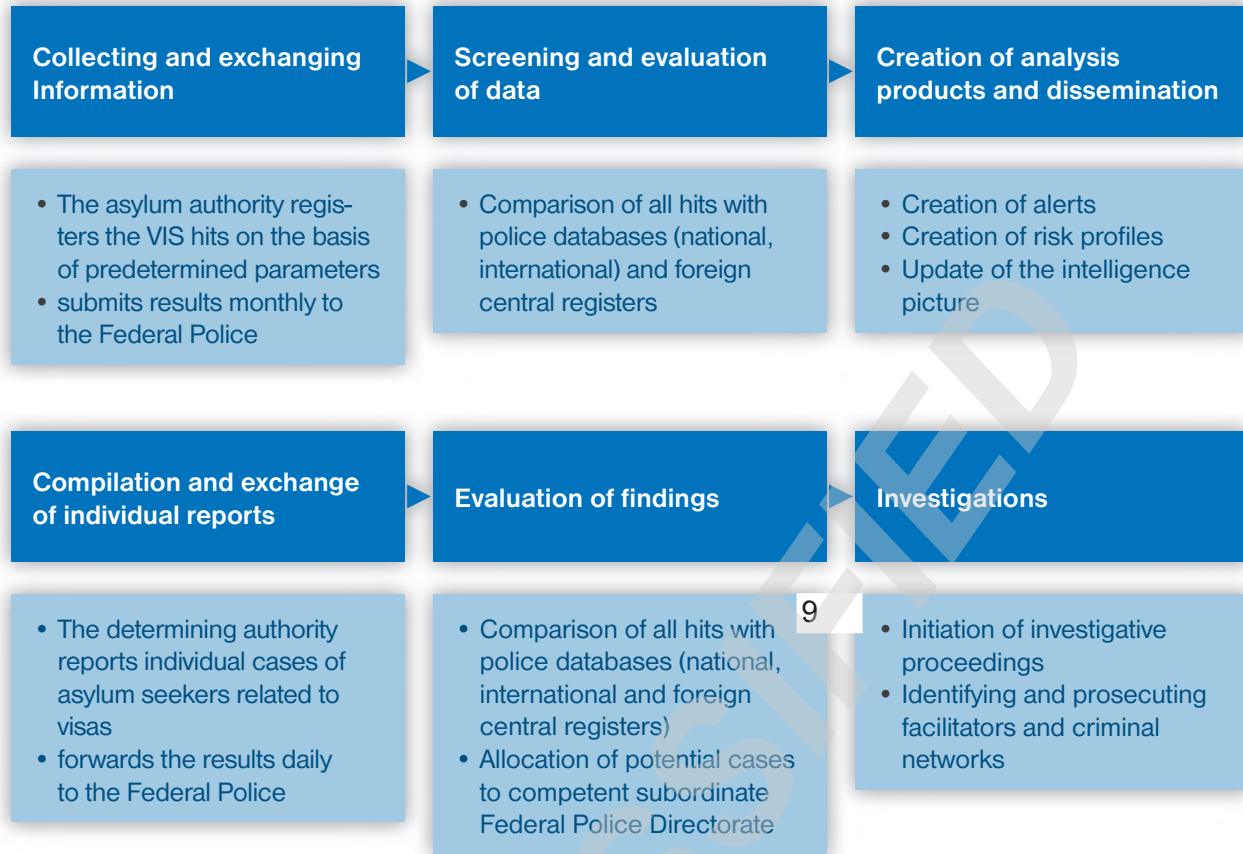 Collecting and exchanging
Information
Screening and evaluation
of data
Creation of analysis
products and dissemination
• The asylum authority regis-
ters the VIS hits on the basis
of predetermined parameters
• submits results monthly to
the Federal Police
• Comparison of all hits with
police databases (national,
international) and foreign
central registers
• Creation of alerts
• Creation of risk profiles
• Update of the intelligence
picture
Compilation and exchange
of individual reports
Evaluation of findings
Investigations
• The determining authority
reports individual cases of
asylum seekers related to
visas
• forwards the results daily
to the Federal Police
• Comparison of all hits with
police databases (national,
international and foreign
central registers)
• Allocation of potential cases
to competent subordinate
Federal Police Directorate
9
• Initiation of investigative
proceedings
• Identifying and prosecuting
facilitators and criminal
networks
SSIFIED